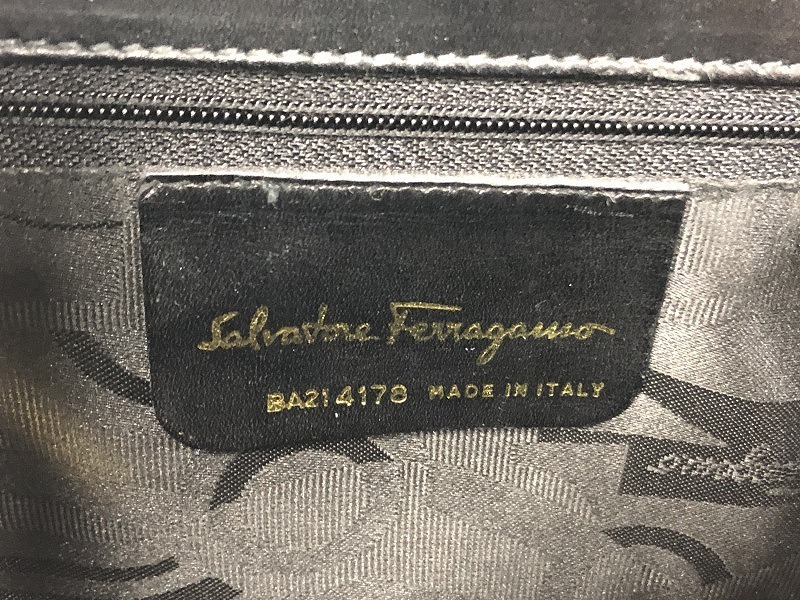 Salvatore Ferragamo
BA21 4178 MADE IN ITALY